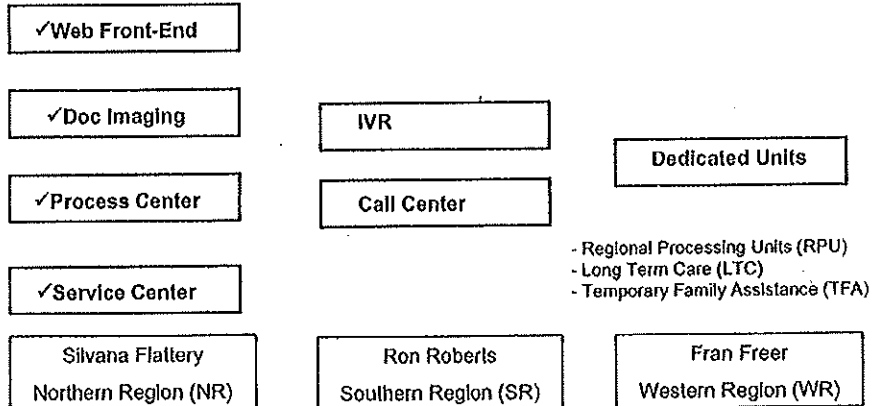 ✓Web Front-End
✓Doc Imaging
✓Process Center
✓Service Center
IVR
Call Center
Dedicated Units
- Regional Processing Units (RPU)
- Long Term Care (LTC)
- Temporary Family Assistance (TFA)
Silvana Flattery
Northern Region (NR)
Ron Roberts
Southern Region (SR)
Fran Freer
Western Region (WR)